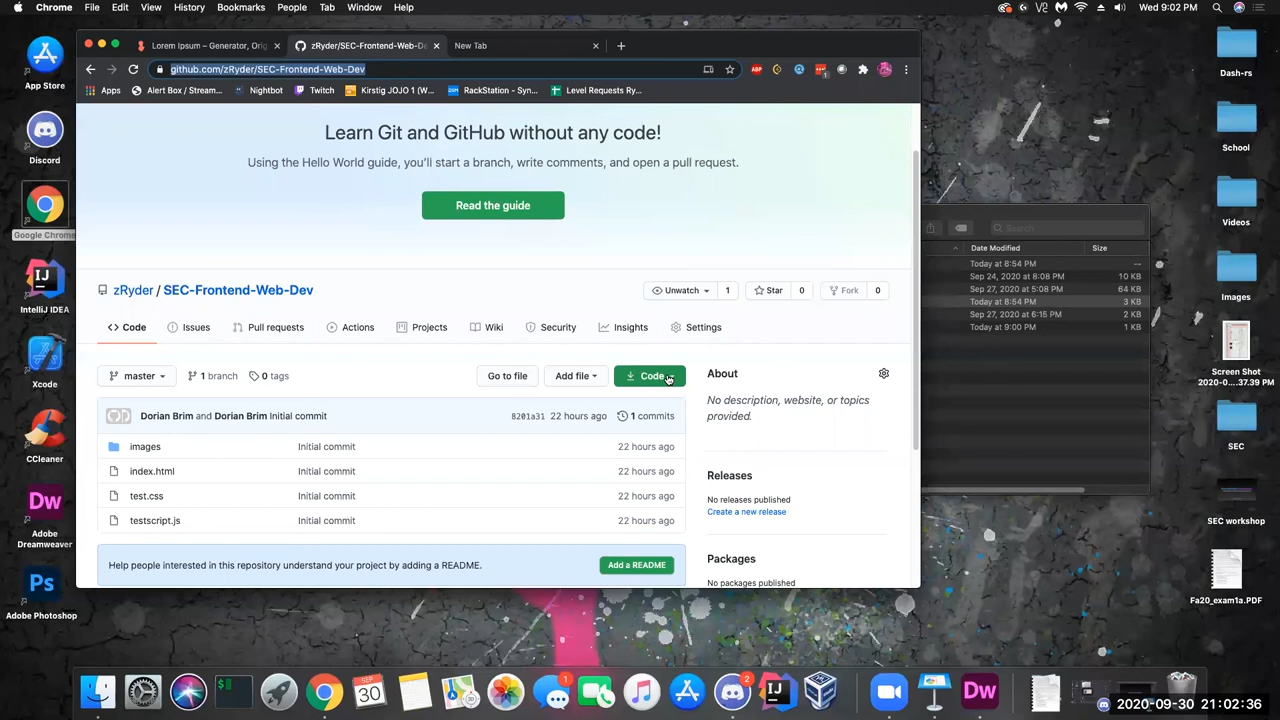 Chrome File Edit View History Bookmarks People Tab Window Help
Wed 9:02 PM
Lorem Ipsum – Generator, Orig
zRyder/SEC-Frontend-Web-De
New Tab
github.com/zRyder/SEC-Frontend-Web-Dev
Apps Alert Box / Stream... Nightbot Twitch Kirstig JOJO 1 (W... RackStation - Syn... Level Requests Ry...
Learn Git and GitHub without any code!
Using the Hello World guide, you’ll start a branch, write comments, and open a pull request.
Read the guide
zRyder / SEC-Frontend-Web-Dev
Unwatch 1 Star 0 Fork 0
Code Issues Pull requests Actions Projects Wiki Security Insights Settings
master 1 branch 0 tags Go to file Add file Code
Dorian Brim and Dorian Brim Initial commit 8201a31 22 hours ago 1 commits
images Initial commit 22 hours ago
index.html Initial commit 22 hours ago
test.css Initial commit 22 hours ago
testscript.js Initial commit 22 hours ago
Help people interested in this repository understand your project by adding a README.
Add a README
About
No description, website, or topics
provided.
Releases
No releases published
Create a new release
Packages
No packages published
Search
Date Modified Size
Today at 8:54 PM --
Sep 24, 2020 at 8:08 PM 10 KB
Sep 27, 2020 at 5:08 PM 64 KB
Today at 8:54 PM 3 KB
Sep 27, 2020 at 6:15 PM 2 KB
Today at 9:00 PM 1 KB
App Store
Discord
Google Chrome
IntelliJ IDEA
Xcode
CCleaner
Dw
Adobe
Dreamweaver
Ps
Adobe Photoshop
Dash-rs
School
Videos
Images
Screen Shot
2020-0....37.39 PM
SEC
SEC workshop
Fa20_exam1a.PDF
SEP
30
1
2
IJ
Dw
2020-09-30 21:02:36